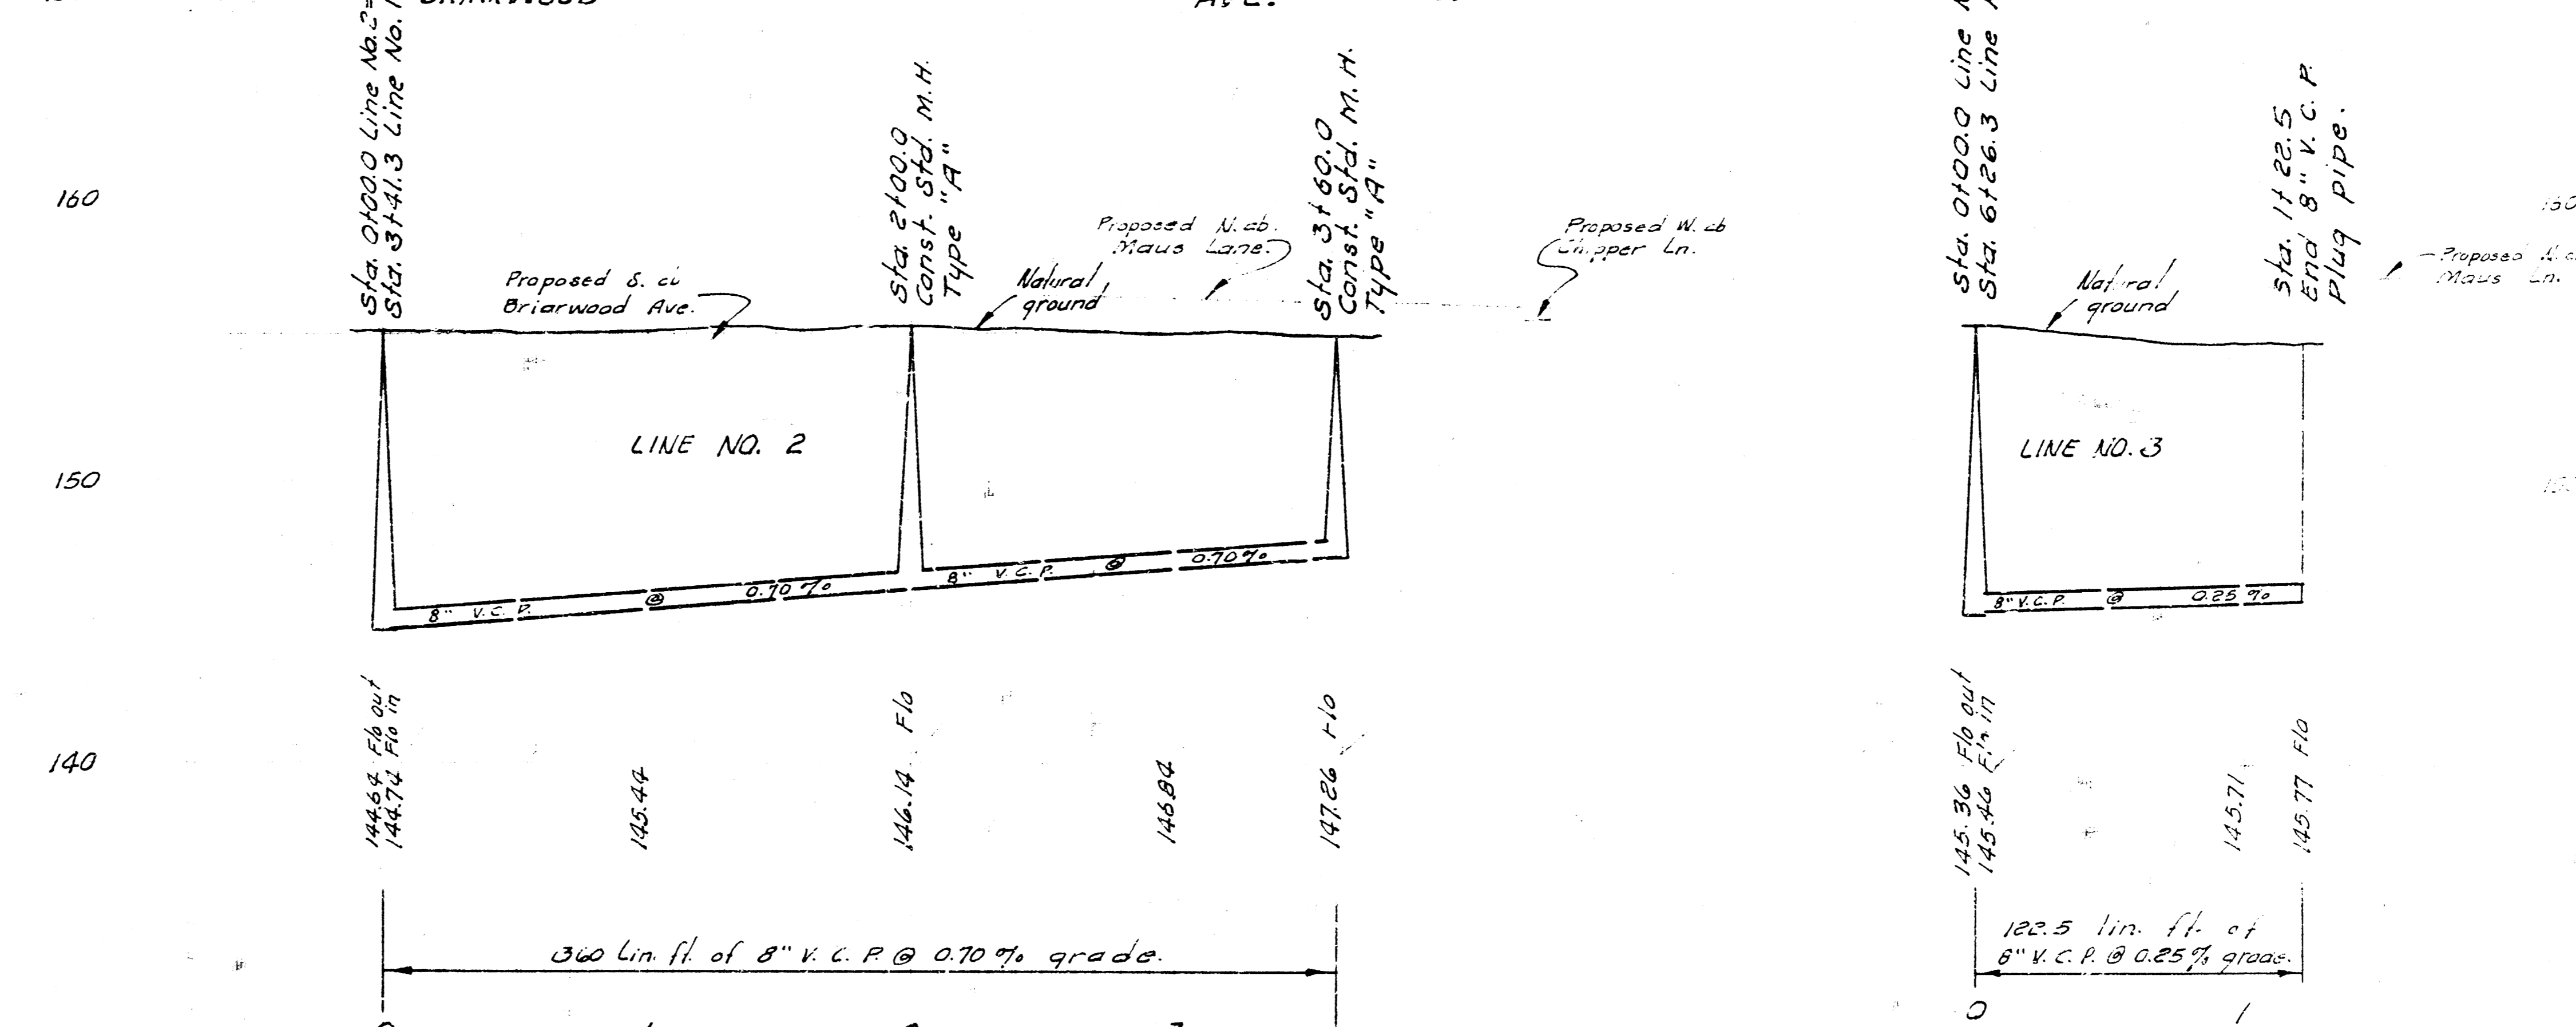 Sta. 0+00.0 Line No.2=
Sta. 3+41.3 Line No.1
Sta. 2+00.0
Const. Std. M.H.
Type "A"
Sta. 3+60.0
Const. Std. M.H.
Type "A"
Sta. 0+00.0 Line
Sta. 6+26.3 Line
Sta. 1+22.5
End 8" V.C.P.
Plug pipe.
160
Proposed S. cb
Briarwood Ave.
Natural
ground
Proposed N. cb.
Maus Lane.
Proposed W. cb
Chipper Ln.
Natural
ground
Proposed N.
Maus Ln.
150
LINE NO. 2
LINE NO. 3
8" V.C.P. @ 0.70%
8" V.C.P. @ 0.70%
8" V.C.P. @ 0.25%
140
144.64 Flo out
144.74 Flo in
145.44
146.14 Flo
146.84
147.26 Flo
145.36 Flo out
145.46 Flo in
145.71
145.77 Flo
360 Lin. ft. of 8" V.C.P. @ 0.70% grade.
122.5 lin. ft. of
8" V.C.P. @ 0.25% grade.
0 1